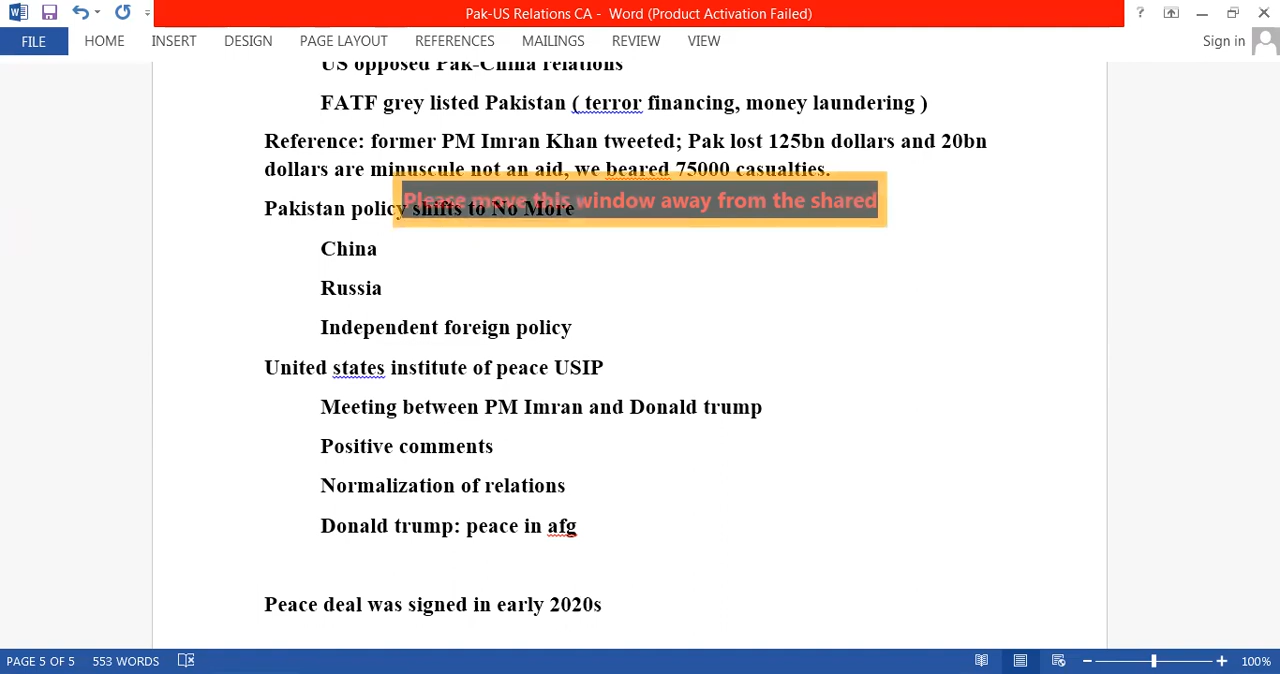 Pak-US Relations CA - Word (Product Activation Failed)
?
FILE HOME INSERT DESIGN PAGE LAYOUT REFERENCES MAILINGS REVIEW VIEW Sign in
US opposed Pak-China relations
FATF grey listed Pakistan ( terror financing, money laundering )
Reference: former PM Imran Khan tweeted; Pak lost 125bn dollars and 20bn
dollars are minuscule not an aid, we beared 75000 casualties.
Please move this window away from the shared
Pakistan policy shifts to No More
China
Russia
Independent foreign policy
United states institute of peace USIP
Meeting between PM Imran and Donald trump
Positive comments
Normalization of relations
Donald trump: peace in afg
Peace deal was signed in early 2020s
PAGE 5 OF 5 553 WORDS 100%